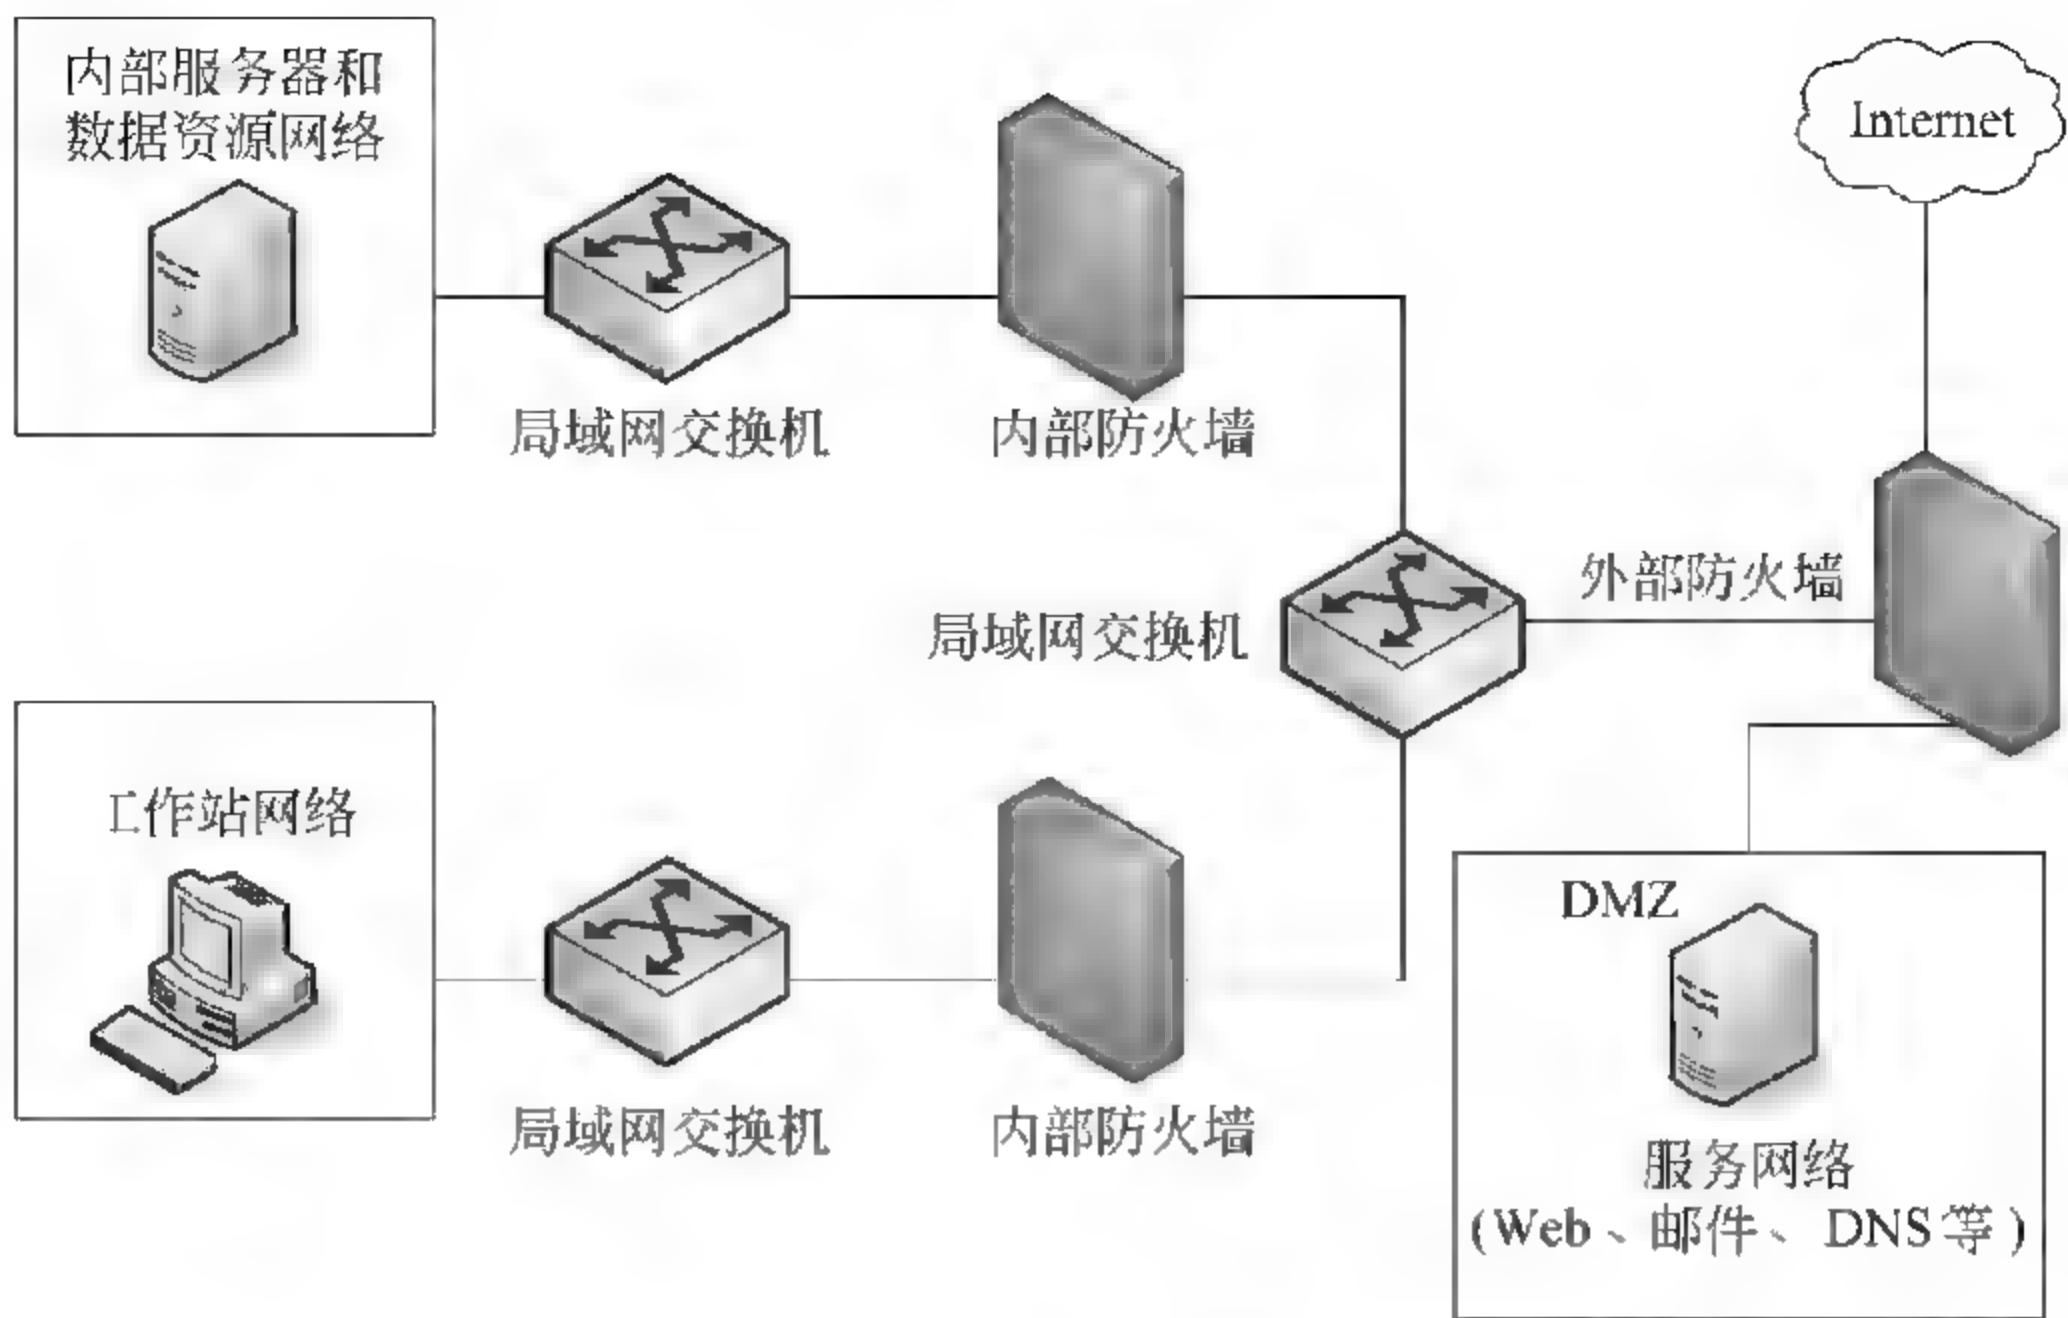 内部服务器和
数据资源网络
Internet
局域网交换机
内部防火墙
外部防火墙
局域网交换机
工作站网络
DMZ
局域网交换机
内部防火墙
服务网络
(Web、邮件、DNS等)